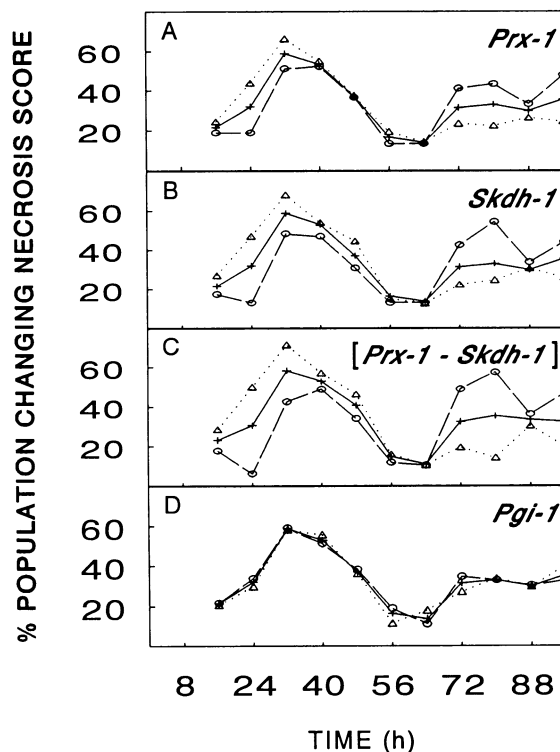 % POPULATION CHANGING NECROSIS SCORE
A
Prx-1
60
40
20
B
Skdh-1
60
40
20
C
[Prx-1 - Skdh-1]
60
40
20
D
Pgi-1
60
40
20
8 24 40 56 72 88
TIME (h)